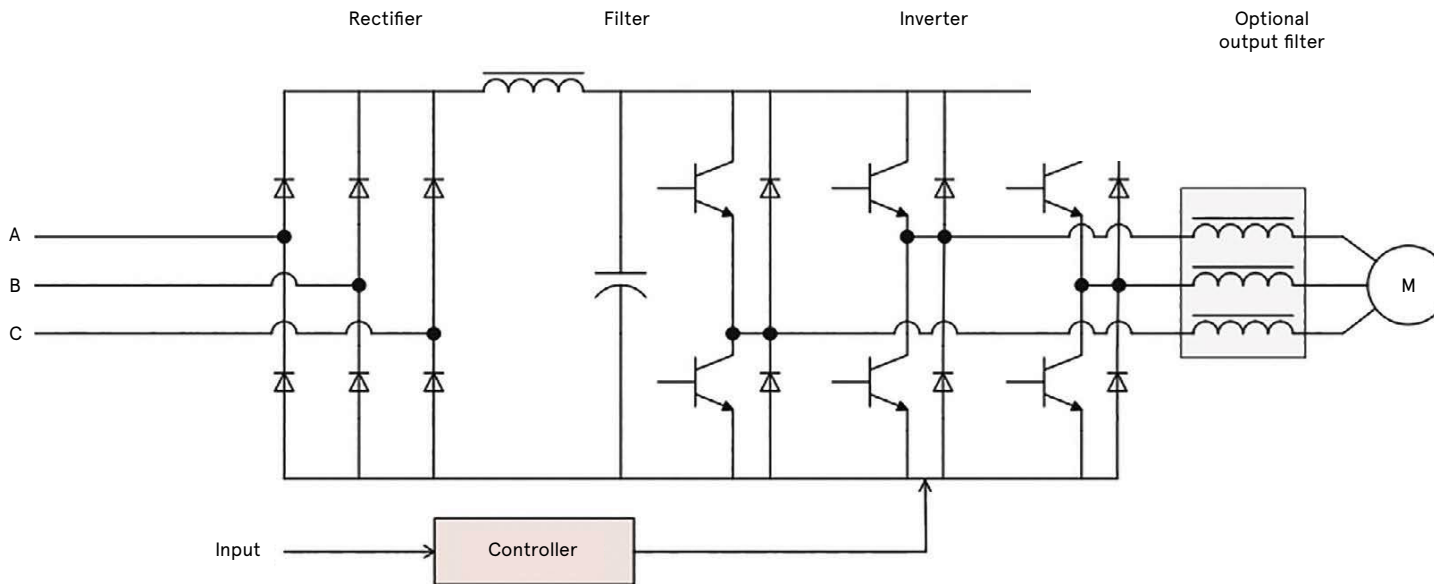 Rectifier
Filter
Inverter
Optional
output filter
A
B
C
M
Input
Controller